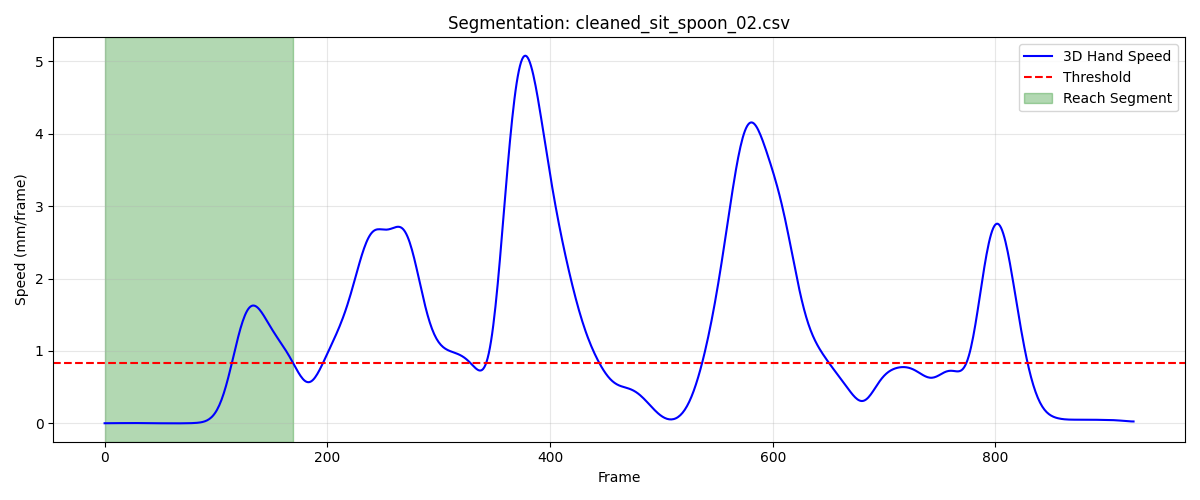 Segmentation: cleaned_sit_spoon_02.csv
3D Hand Speed
Threshold
Reach Segment
Speed (mm/frame)
5
4
3
2
1
0
0 200 400 600 800
Frame